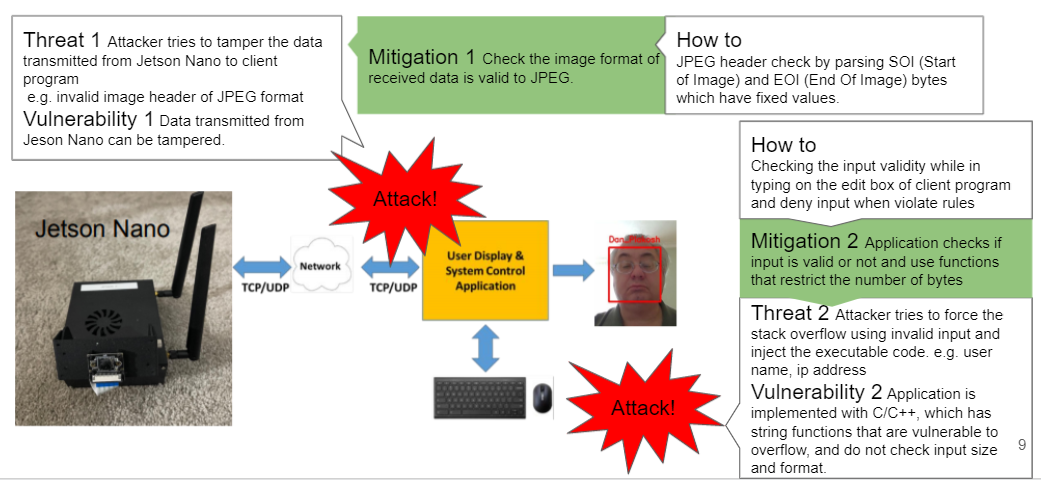 Threat 1 Attacker tries to tamper the data
transmitted from Jetson Nano to client
program
e.g. invalid image header of JPEG format
Vulnerability 1 Data transmitted from
Jeson Nano can be tampered.
Mitigation 1 Check the image format of
received data is valid to JPEG.
How to
JPEG header check by parsing SOI (Start
of Image) and EOI (End Of Image) bytes
which have fixed values.
How to
Checking the input validity while in
typing on the edit box of client program
and deny input when violate rules
Mitigation 2 Application checks if
input is valid or not and use functions
that restrict the number of bytes
Threat 2 Attacker tries to force the
stack overflow using invalid input and
inject the executable code. e.g. user
name, ip address
Vulnerability 2 Application is
implemented with C/C++, which has
string functions that are vulnerable to
overflow, and do not check input size
and format.
Attack!
Jetson Nano
TCP/UDP
Network
TCP/UDP
User Display &
System Control
Application
Attack!
9